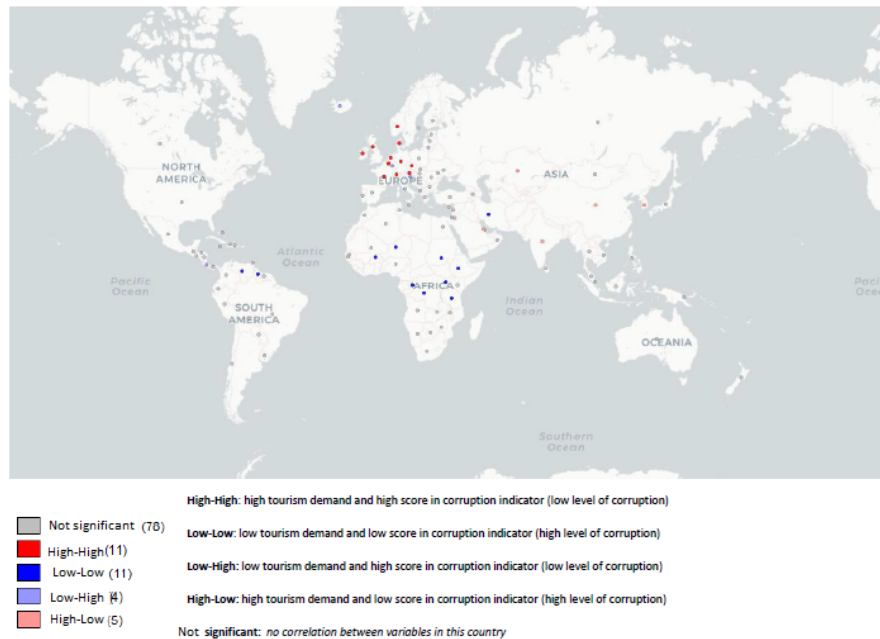 NORTH
AMERICA
EUROPE
ASIA
Atlantic
Ocean
Pacific
Ocean
AFRICA
Indian
Ocean
SOUTH
AMERICA
OCEANIA
Southern
Ocean
Pacific
Ocean
High-High: high tourism demand and high score in corruption indicator (low level of corruption)
Low-Low: low tourism demand and low score in corruption indicator (high level of corruption)
Low-High: low tourism demand and high score in corruption indicator (low level of corruption)
High-Low: high tourism demand and low score in corruption indicator (high level of corruption)
Not significant: no correlation between variables in this country
Not significant (78)
High-High (11)
Low-Low (11)
Low-High (4)
High-Low (5)